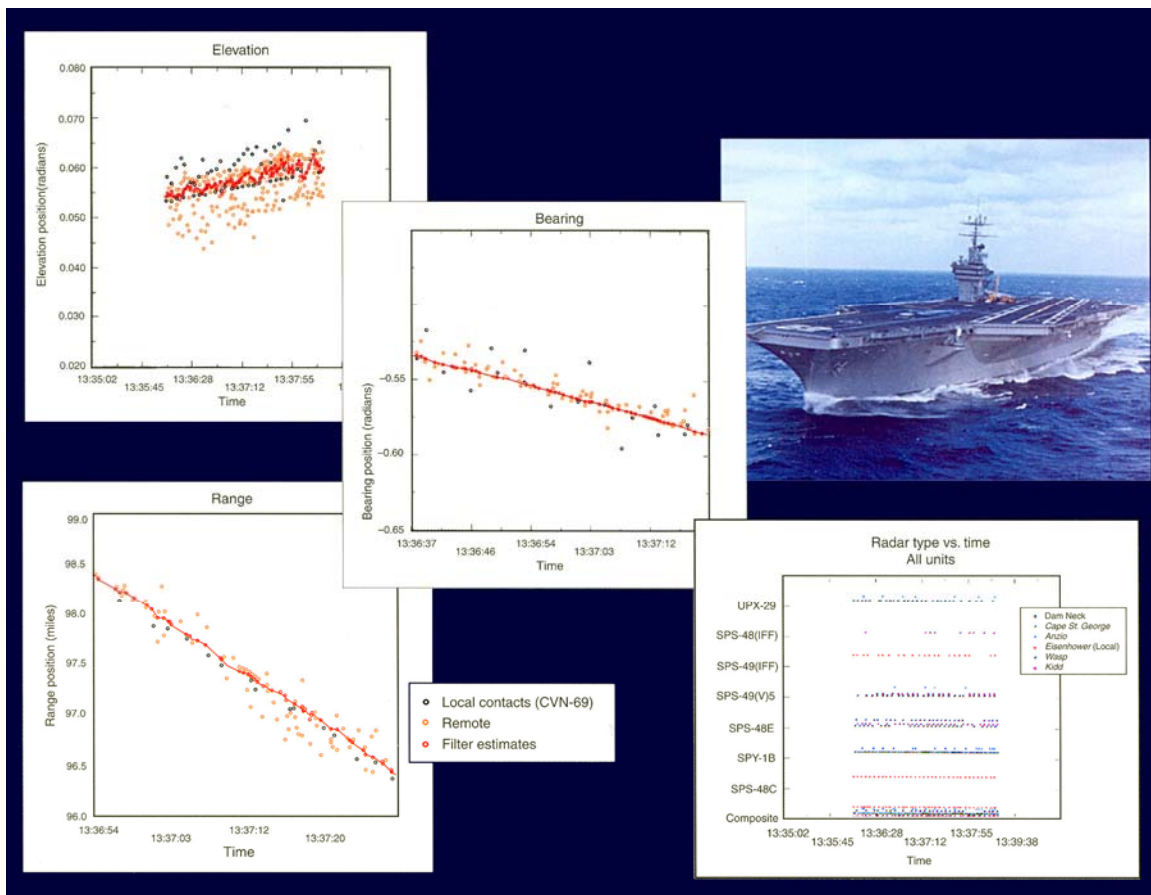 Elevation
0.080
0.070
0.060
0.050
0.040
0.030
0.020
Elevation position(radians)
13:35:02
13:35:45
13:36:28
13:37:12
13:37:55
Time
Bearing
−0.55
−0.60
−0.65
Bearing position (radians)
13:36:37
13:36:46
13:36:54
13:37:03
13:37:12
Time
Range
99.0
98.5
98.0
97.5
97.0
96.5
96.0
Range position (miles)
13:36:54
13:37:03
13:37:12
13:37:20
Time
Local contacts (CVN-69)
Remote
Filter estimates
Radar type vs. time
All units
UPX-29
SPS-48(IFF)
SPS-49(IFF)
SPS-49(V)5
SPS-48E
SPY-1B
SPS-48C
Composite
Dam Neck
Cape St. George
Anzio
Eisenhower (Local)
Wasp
Kidd
13:35:02
13:35:45
13:36:28
13:37:12
13:37:55
13:39:38
Time